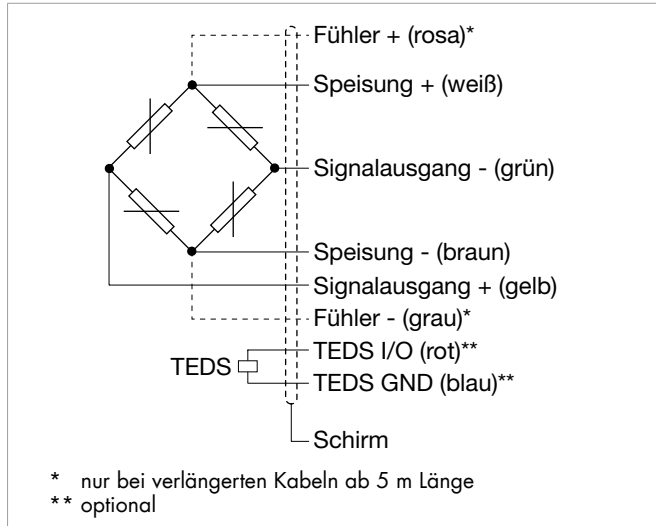 Fühler + (rosa)*
Speisung + (weiß)
Signalausgang - (grün)
Speisung - (braun)
Signalausgang + (gelb)
Fühler - (grau)*
TEDS I/O (rot)**
TEDS
TEDS GND (blau)**
Schirm
* nur bei verlängerten Kabeln ab 5 m Länge
** optional